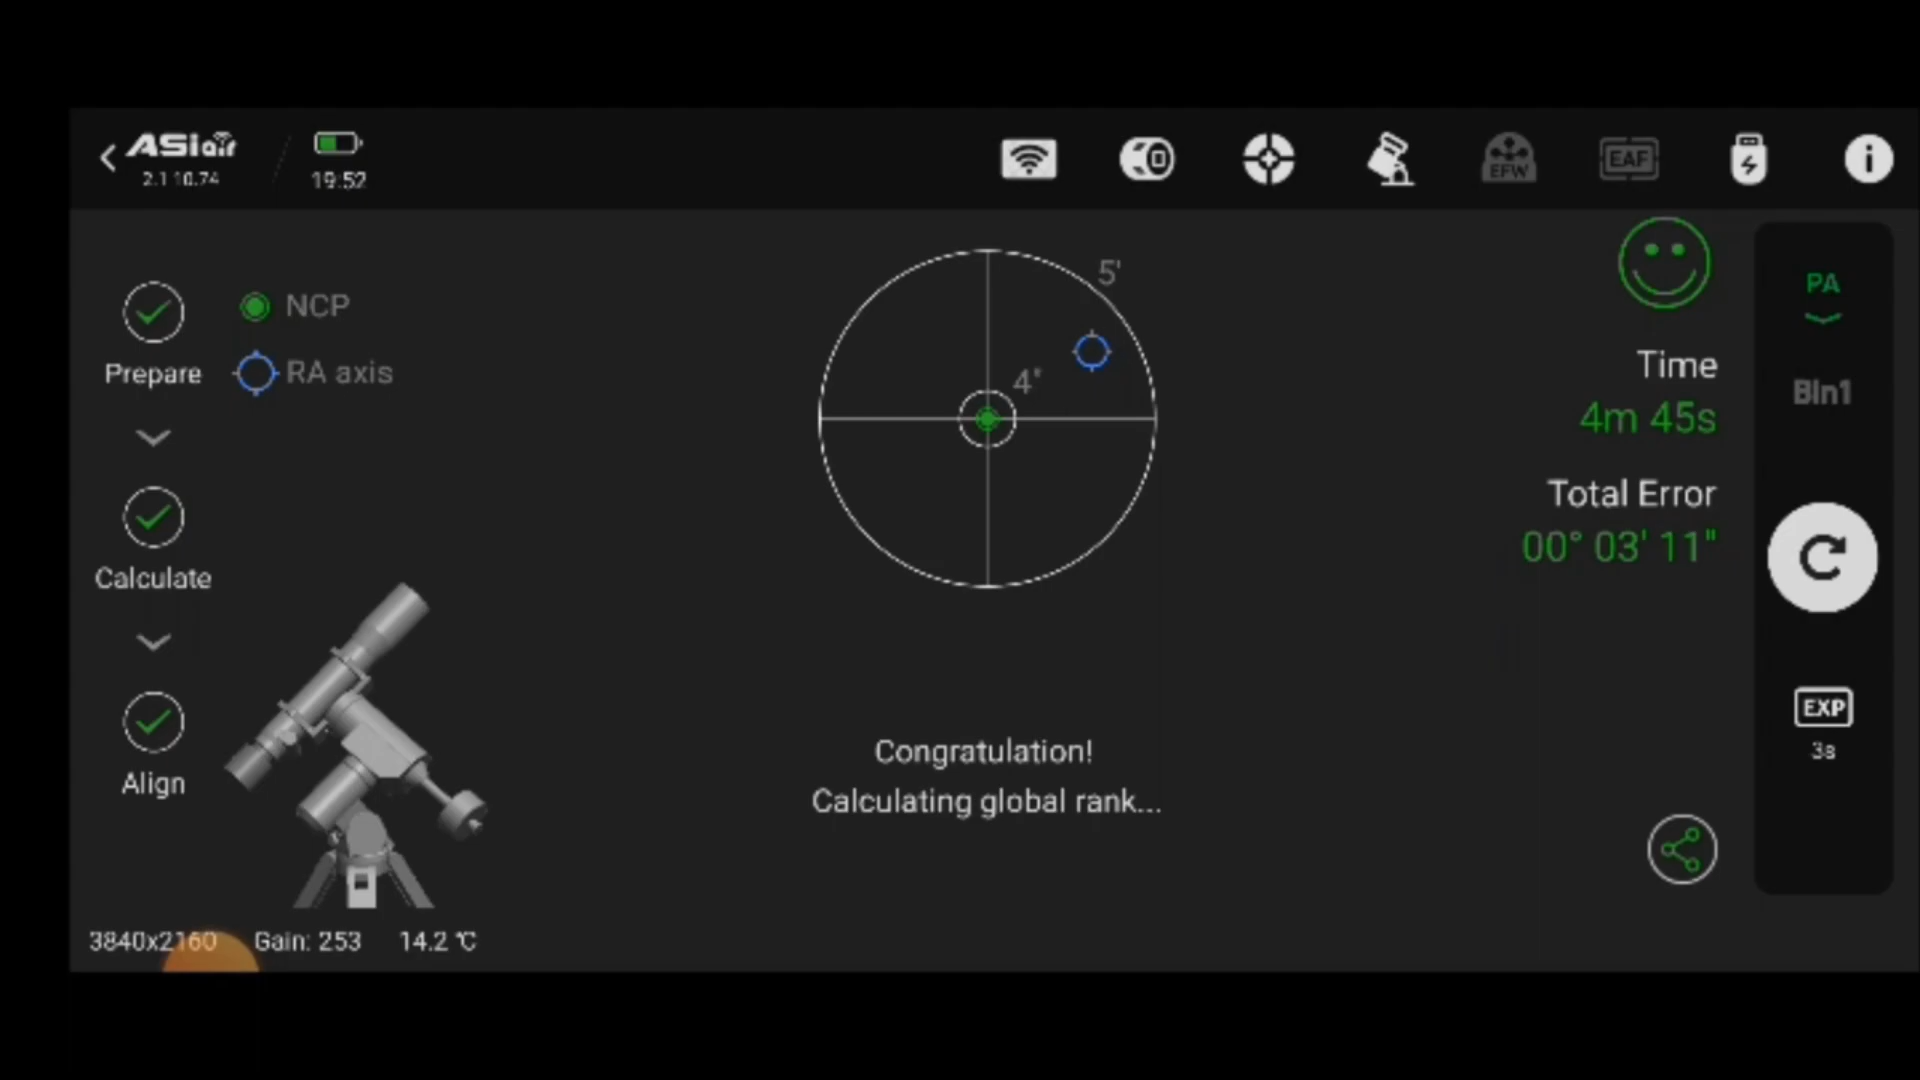 ASIair
2.1 10.74
19:52
EFW
EAF
NCP
RA axis
Prepare
Calculate
Align
5'
4"
Congratulation!
Calculating global rank...
Time
4m 45s
Total Error
00° 03' 11"
PA
Bin1
EXP
3s
3840x2160 Gain: 253 14.2 ℃